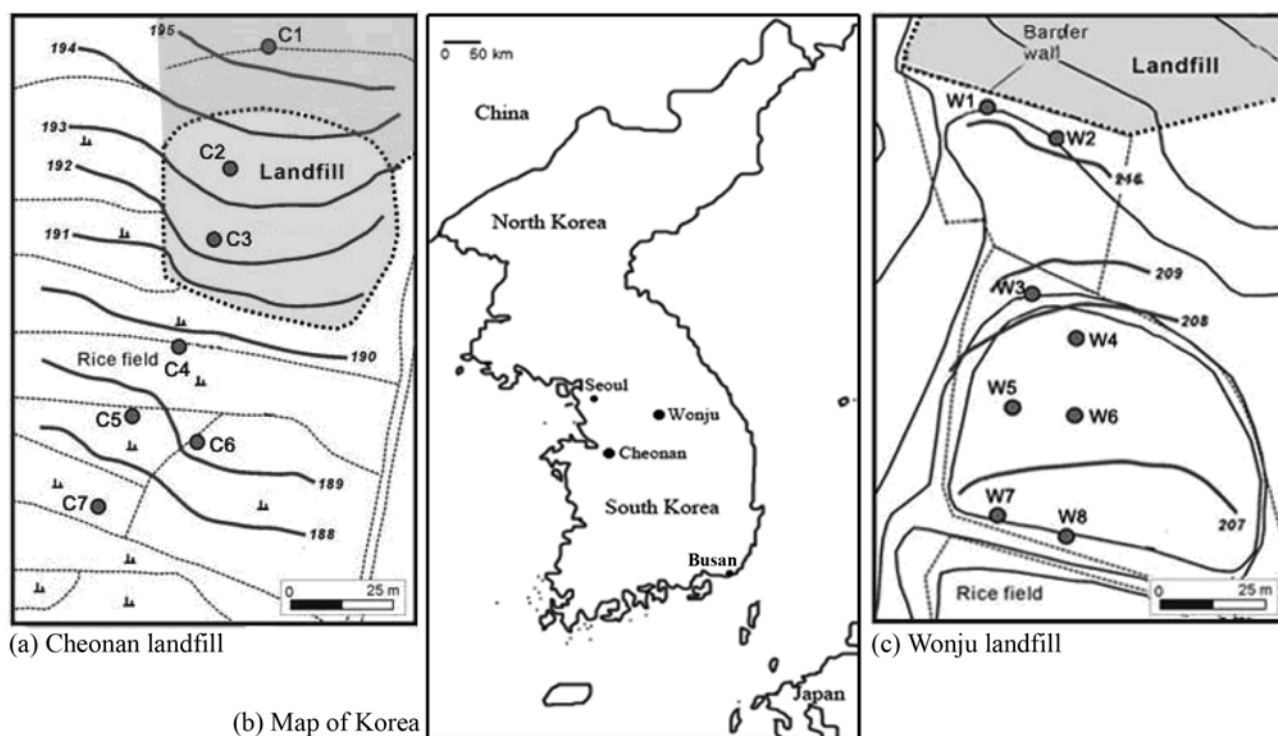 194
195
C1
193
C2
192
Landfill
191
C3
190
Rice field
C4
C5
C6
189
C7
188
0 25 m
(a) Cheonan landfill
0 50 km
China
North Korea
Seoul
Wonju
Cheonan
South Korea
Busan
Japan
(b) Map of Korea
Barder
wall
Landfill
W1
W2
216
209
W3
208
W4
W5
W6
W7
207
W8
Rice field
0 25 m
(c) Wonju landfill